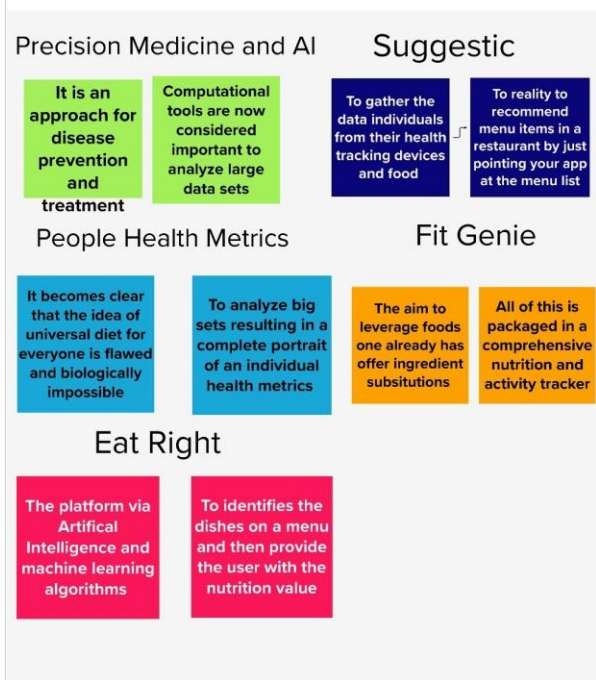 Precision Medicine and AI
It is an
approach for
disease
prevention
and
treatment
Computational
tools are now
considered
important to
analyze large
data sets
Suggestic
To gather the
data individuals
from their health
tracking devices
and food
To reality to
recommend
menu items in a
restaurant by just
pointing your app
at the menu list
People Health Metrics
It becomes clear
that the idea of
universal diet for
everyone is flawed
and biologically
impossible
To analyze big
sets resulting in a
complete portrait
of an individual
health metrics
Fit Genie
The aim to
leverage foods
one already has
offer ingredient
subsitutions
All of this is
packaged in a
comprehensive
nutrition and
activity tracker
Eat Right
The platform via
Artifical
Intelligence and
machine learning
algorithms
To identifies the
dishes on a menu
and then provide
the user with the
nutrition value